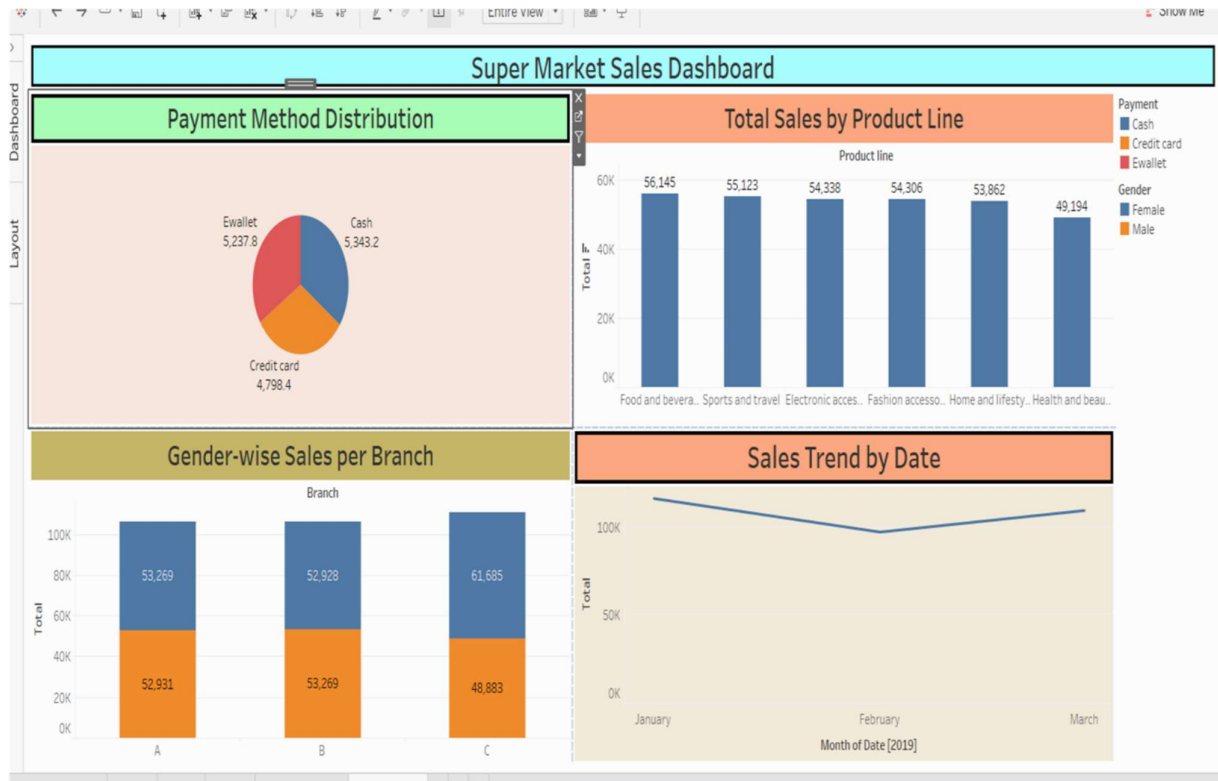 Entire View
Show Me
Dashboard
Layout
Super Market Sales Dashboard
Payment Method Distribution
Ewallet
5,237.8
Cash
5,343.2
Credit card
4,798.4
Total Sales by Product Line
Product line
Total
60K
40K
20K
0K
56,145
55,123
54,338
54,306
53,862
49,194
Food and bevera..
Sports and travel
Electronic acces..
Fashion accesso..
Home and lifesty..
Health and beau..
Payment
Cash
Credit card
Ewallet
Gender
Female
Male
Gender-wise Sales per Branch
Branch
Total
100K
80K
60K
40K
20K
0K
53,269
52,928
61,685
52,931
53,269
48,883
A
B
C
Sales Trend by Date
Total
100K
50K
0K
January
February
March
Month of Date [2019]